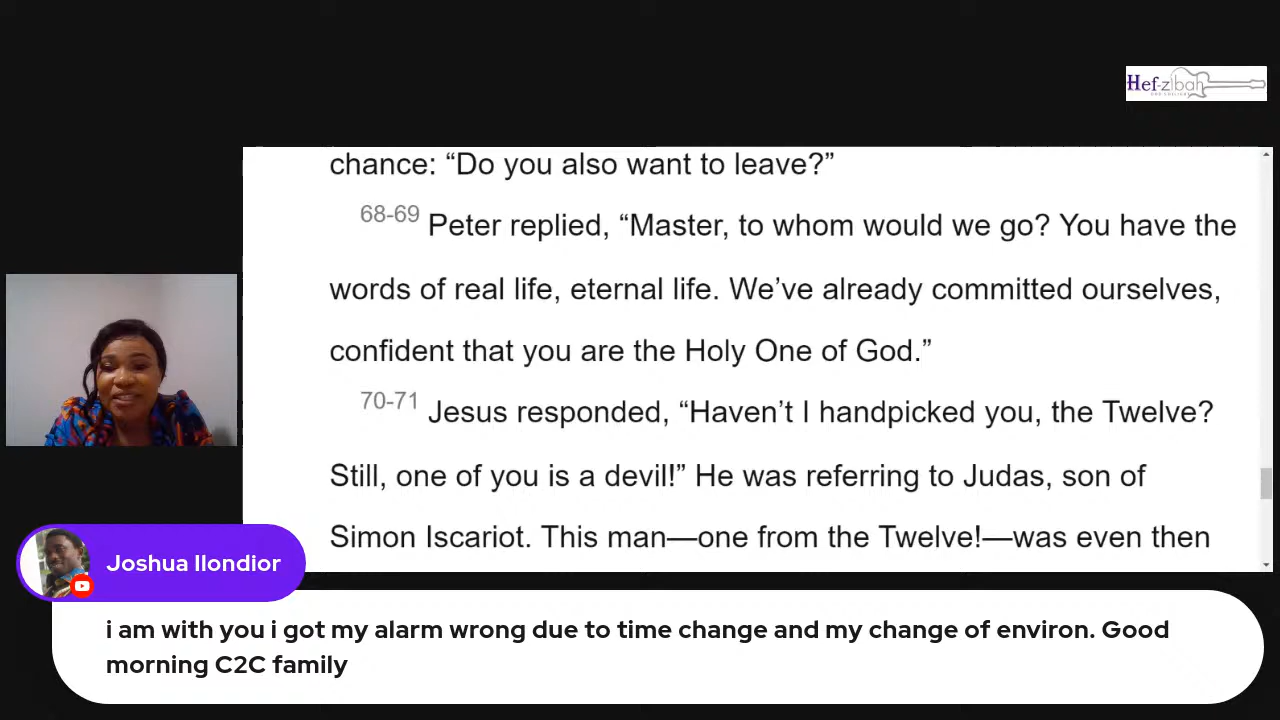 Hef-zibah
chance: “Do you also want to leave?”
68-69 Peter replied, “Master, to whom would we go? You have the
words of real life, eternal life. We’ve already committed ourselves,
confident that you are the Holy One of God.”
70-71 Jesus responded, “Haven’t I handpicked you, the Twelve?
Still, one of you is a devil!” He was referring to Judas, son of
Simon Iscariot. This man—one from the Twelve!—was even then
Joshua Ilondior
i am with you i got my alarm wrong due to time change and my change of environ. Good
morning C2C family